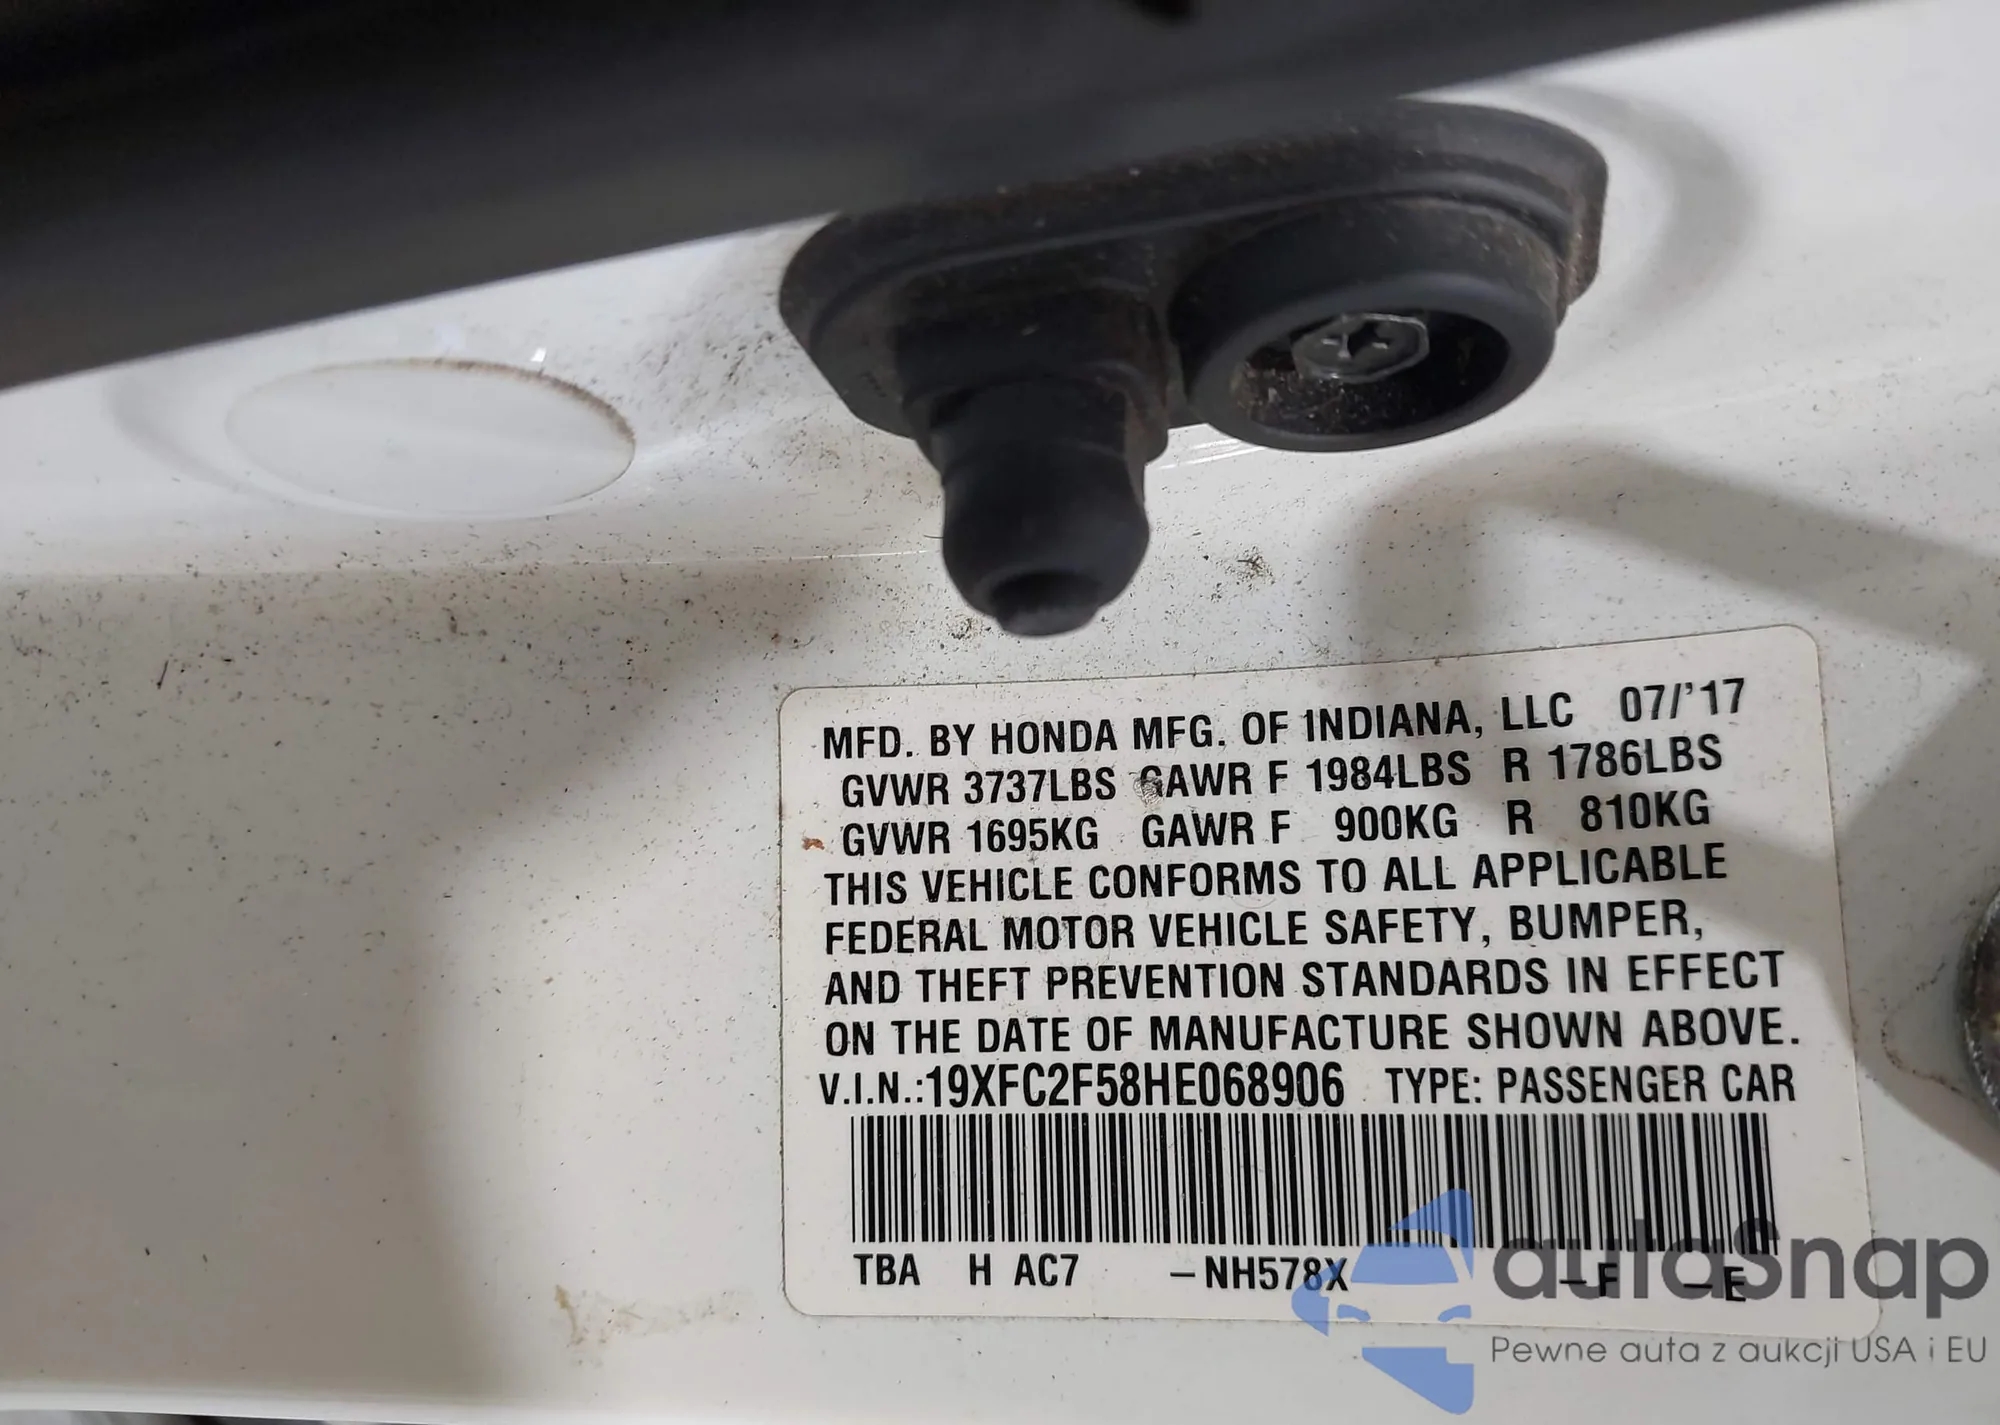 MFD. BY HONDA MFG. OF INDIANA, LLC 07/'17
GVWR 3737LBS GAWR F 1984LBS R 1786LBS
GVWR 1695KG GAWR F 900KG R 810KG
THIS VEHICLE CONFORMS TO ALL APPLICABLE
FEDERAL MOTOR VEHICLE SAFETY, BUMPER,
AND THEFT PREVENTION STANDARDS IN EFFECT
ON THE DATE OF MANUFACTURE SHOWN ABOVE.
V.I.N.:19XFC2F58HE068906 TYPE: PASSENGER CAR
TBA H AC7 –NH578X –F –E
autaSnap
Pewne auta z aukcji USA i EU